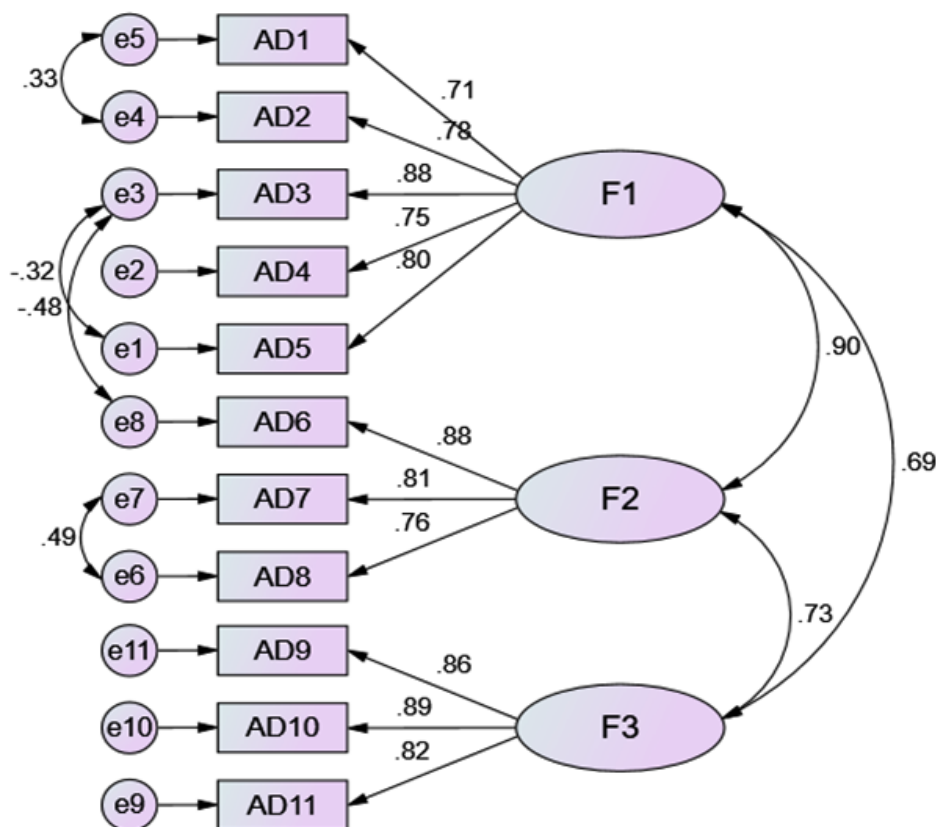 e5 AD1
.71
.33
e4 AD2
.78
e3 AD3 .88 F1
.75
-.32 e2 AD4
.80
-.48
e1 AD5 .90
e8 AD6
.88
.69
.81
e7 AD7 F2
.76
.49
e6 AD8
.73
e11 AD9
.86
.89
e10 AD10 F3
.82
e9 AD11